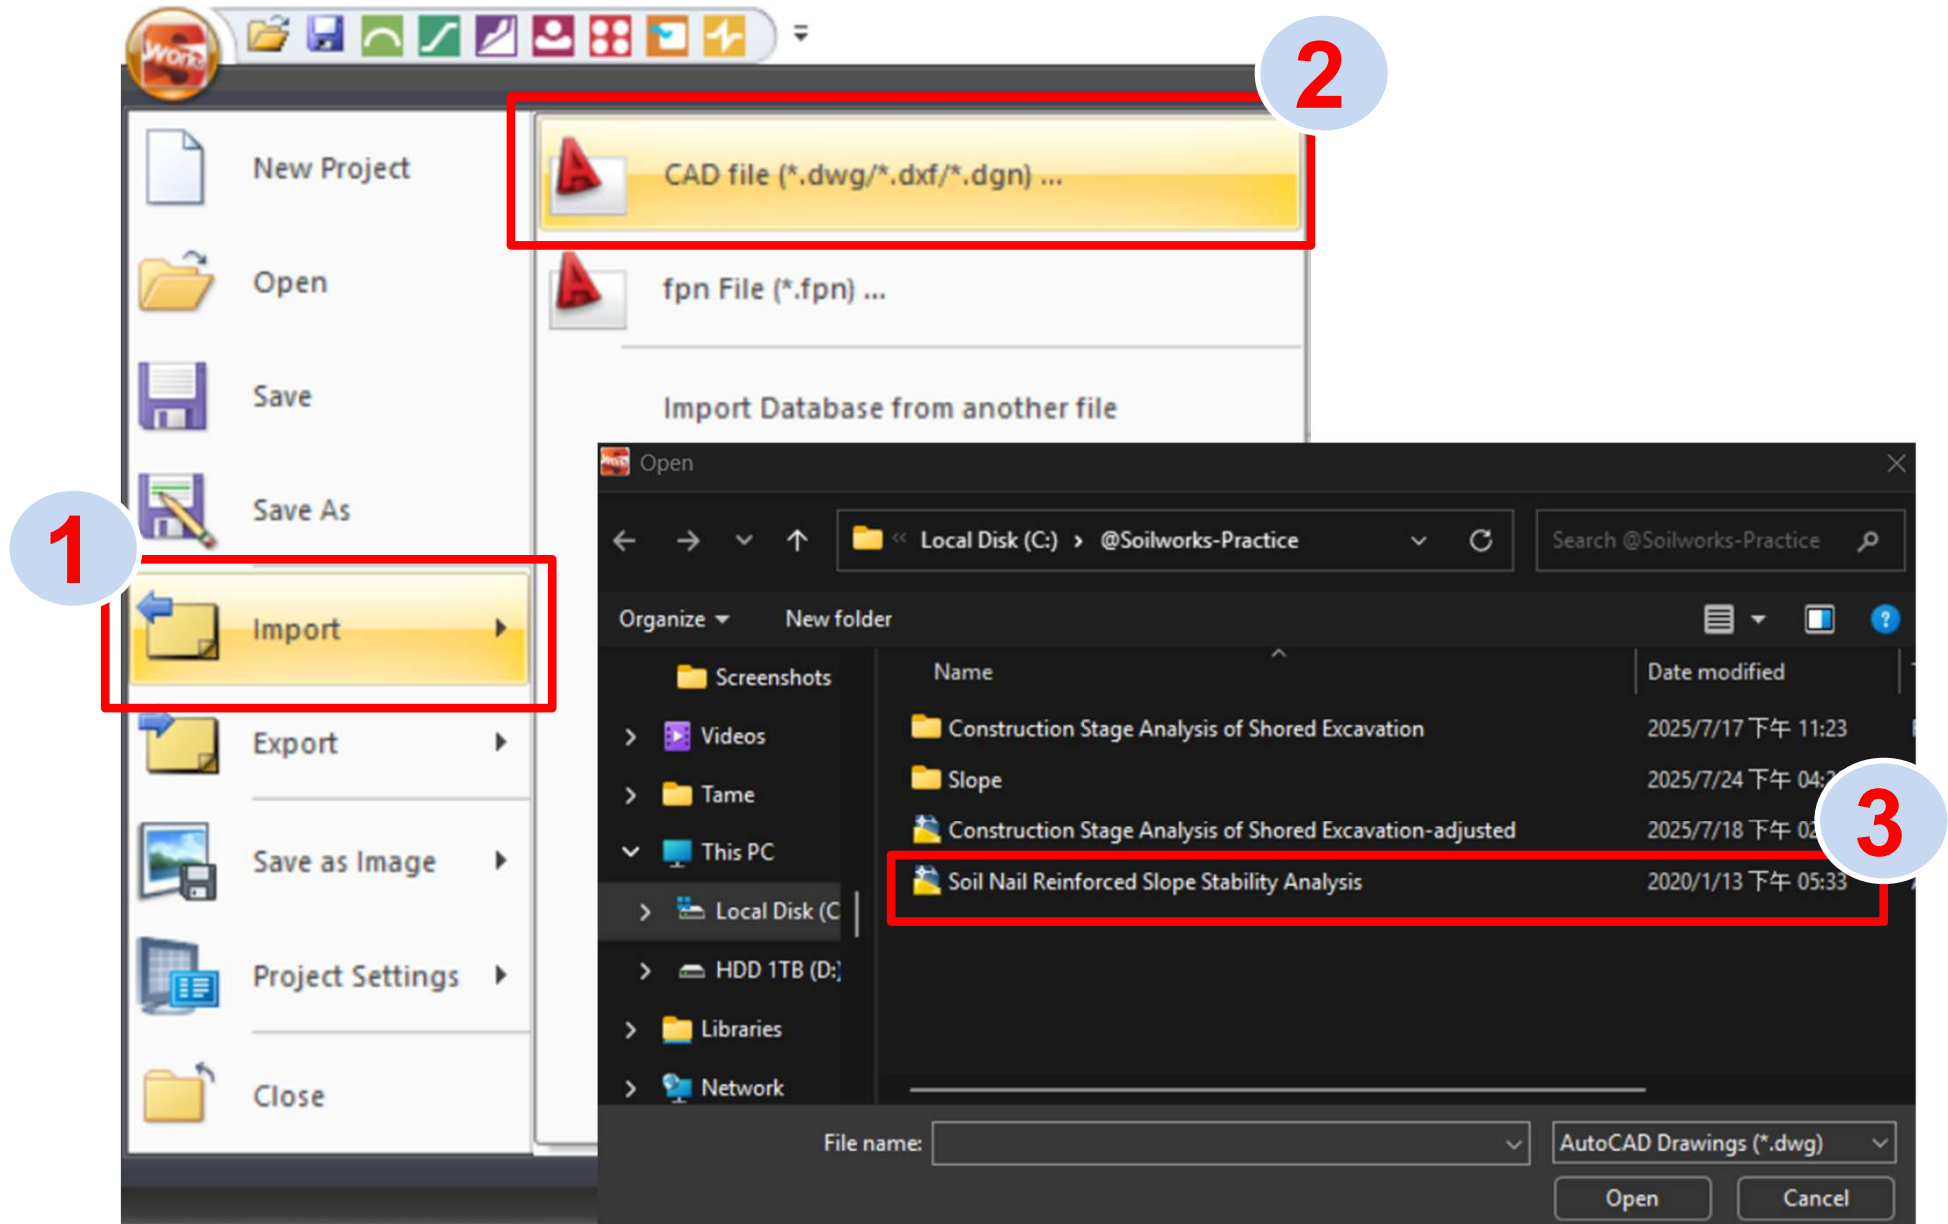 Works
2
New Project
CAD file (*.dwg/*.dxf/*.dgn) ...
Open
fpn File (*.fpn) ...
Save
Import Database from another file
Save As
1
Import
Export
Save as Image
Project Settings
Close
Open
Local Disk (C:) › @Soilworks-Practice
Search @Soilworks-Practice
Organize
New folder
?
Screenshots
Videos
Tame
This PC
Local Disk (C
HDD 1TB (D:)
Libraries
Network
Name
Date modified
Construction Stage Analysis of Shored Excavation
2025/7/17 下午 11:23
Slope
2025/7/24 下午 04:
Construction Stage Analysis of Shored Excavation-adjusted
2025/7/18 下午 02
3
Soil Nail Reinforced Slope Stability Analysis
2020/1/13 下午 05:33
File name:
AutoCAD Drawings (*.dwg)
Open
Cancel